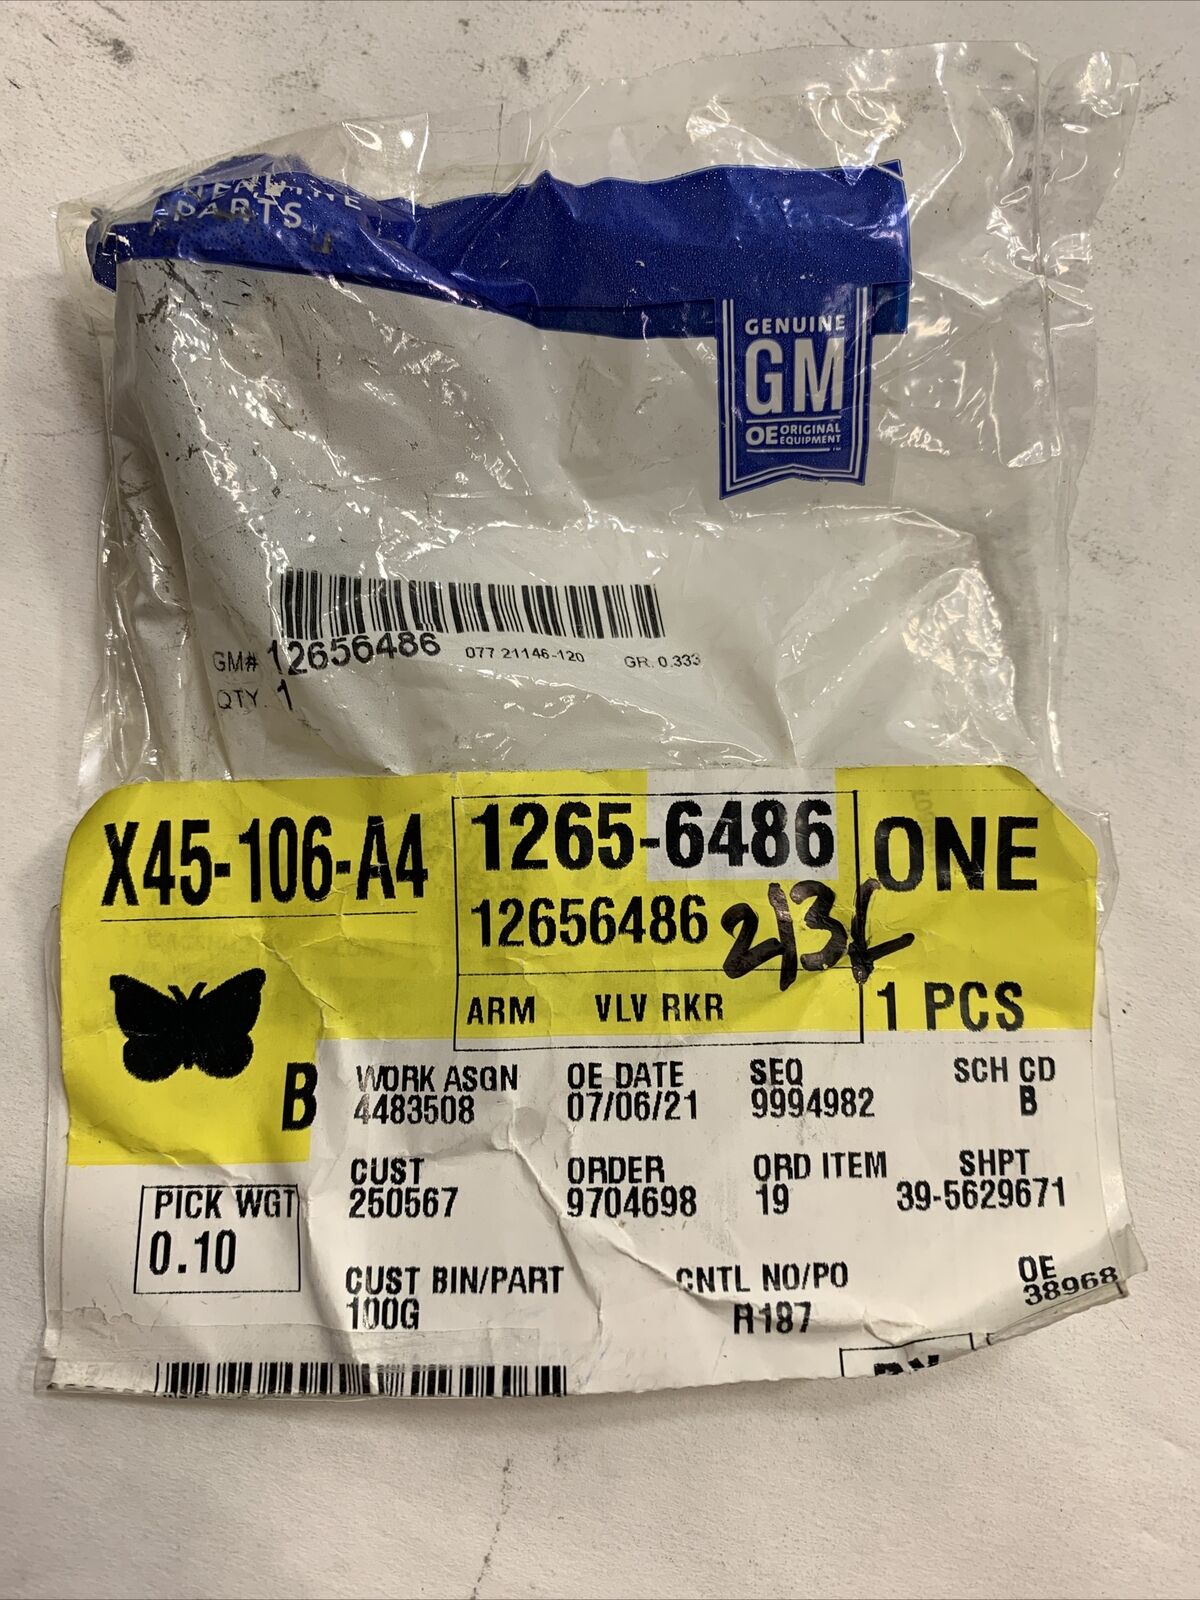 GENUINE
PARTS
GENUINE
GM
OE ORIGINAL
EQUIPMENT
GM# 12656486 077 21146-120 GR. 0.333
QTY. 1
X45-106-A4
1265-6486
12656486
ARM VLV RKR
ONE
1 PCS
B
WORK ASGN OE DATE SEQ SCH CD
4483508 07/06/21 9994982 B
CUST ORDER ORD ITEM SHPT
250567 9704698 19 39-5629671
PICK WGT
0.10
CUST BIN/PART CNTL NO/PO OE
100G R187 38968